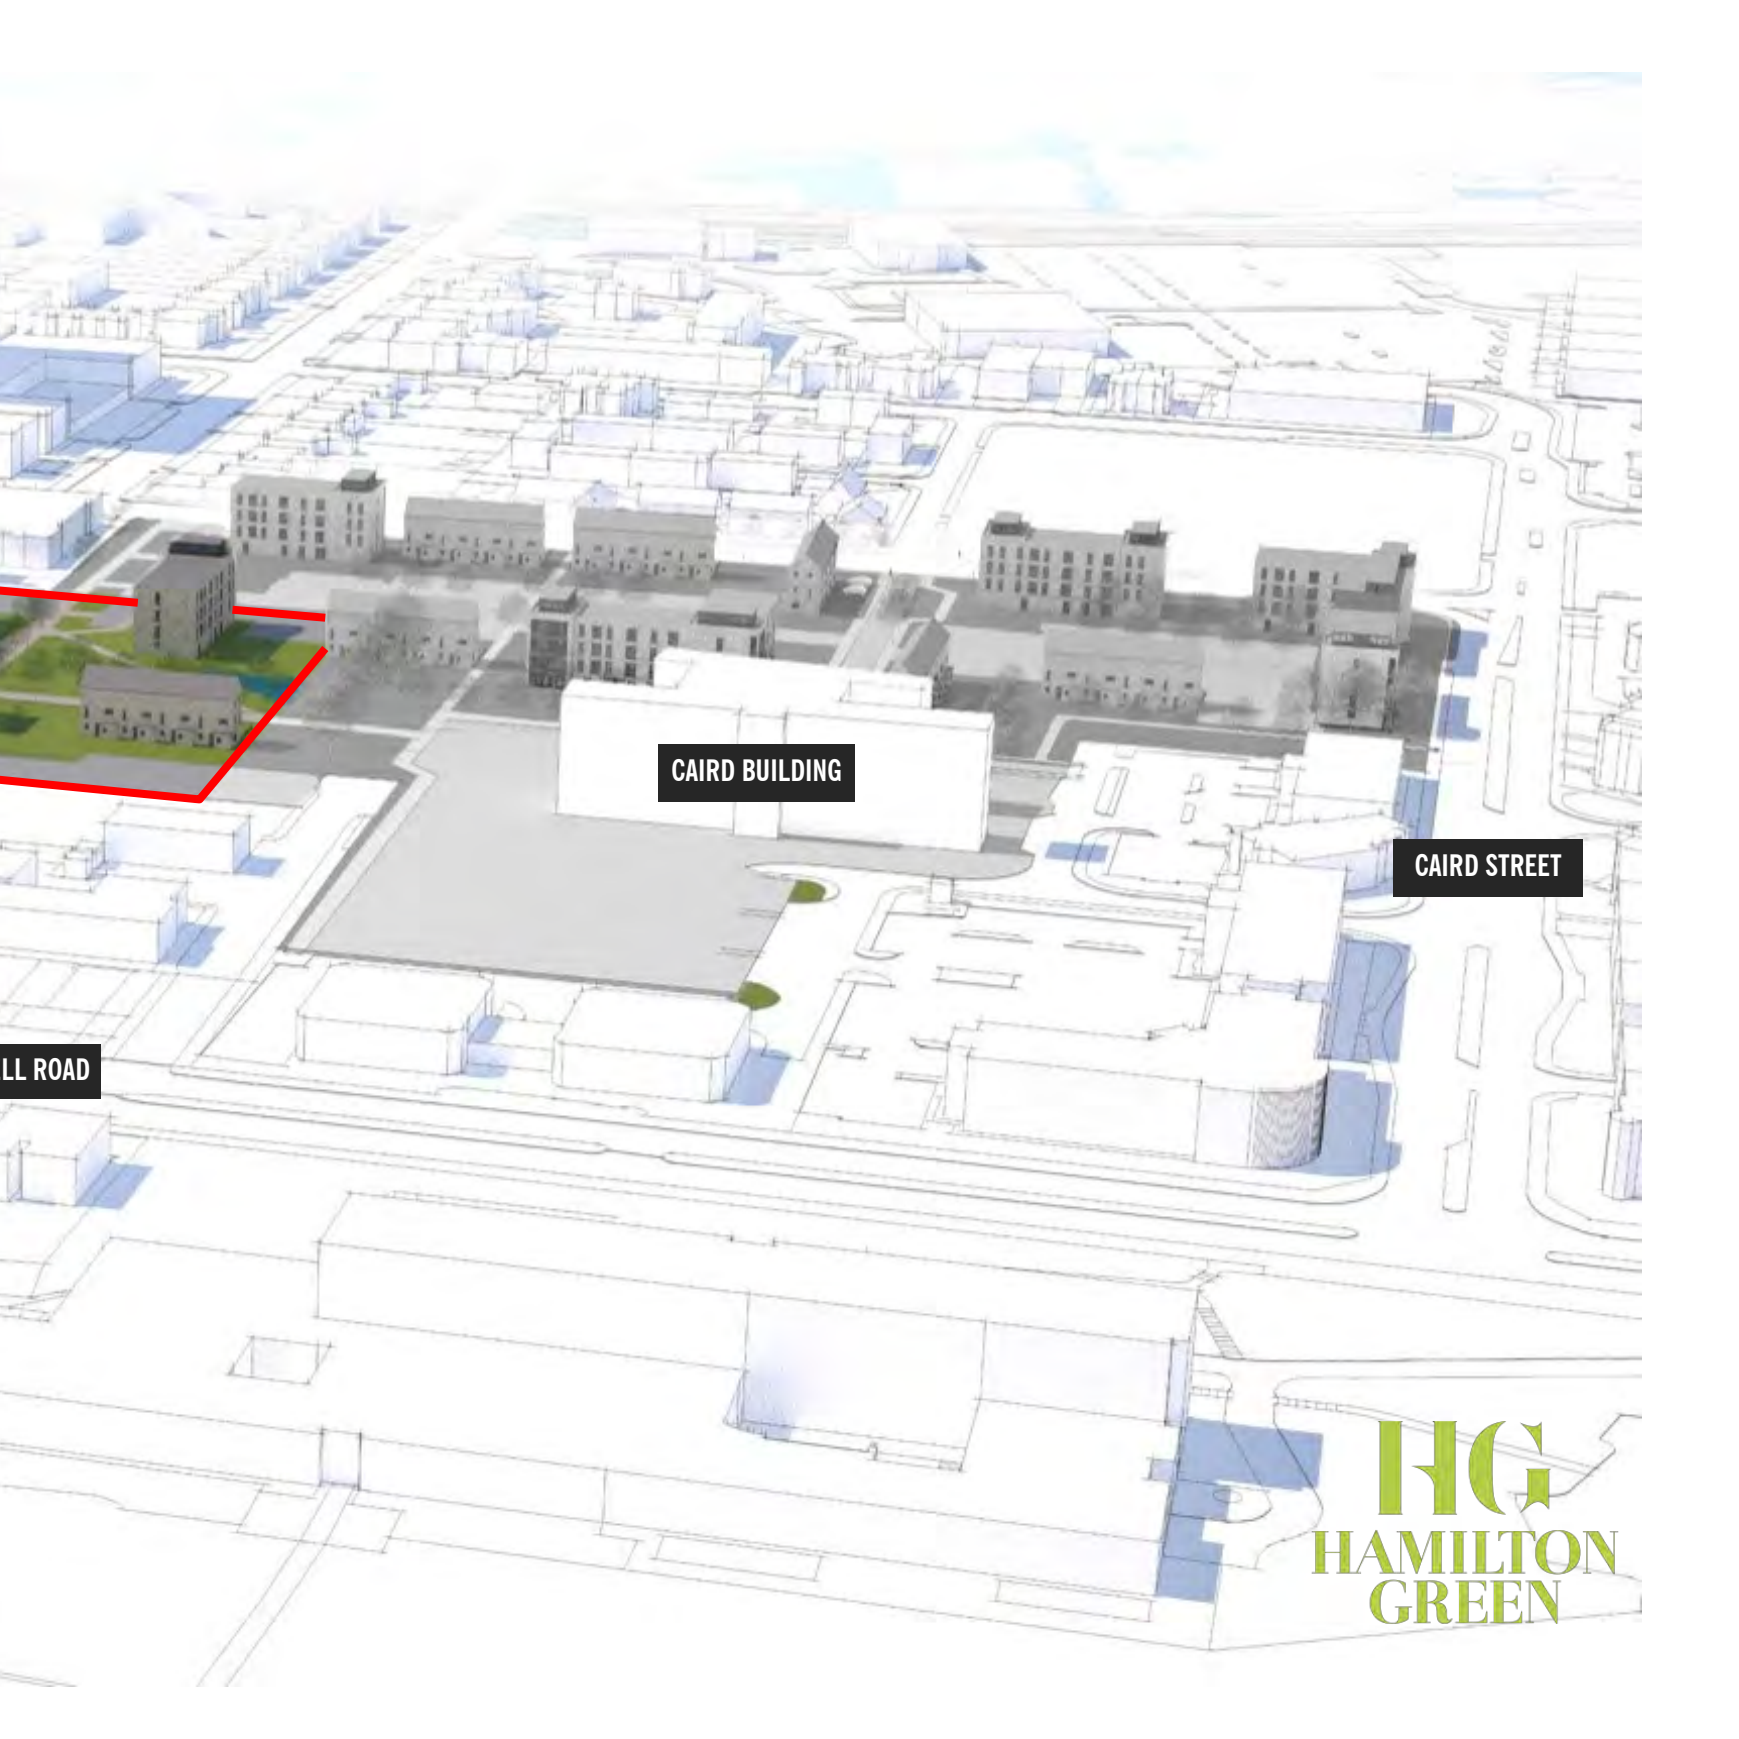 CAIRD BUILDING
CAIRD STREET
LL ROAD
HG
HAMILTON
GREEN